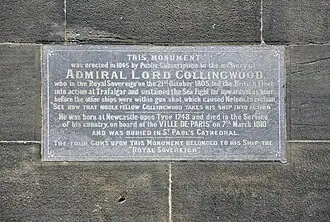 THIS MONUMENT
was erected in 1845 by Public Subscription to the memory of
ADMIRAL LORD COLLINGWOOD,
who in the "Royal Sovereign" on the 21st October 1805, led the British Fleet
into action at Trafalgar and sustained the Sea Fight for upwards of an hour
before the other ships were within gun shot, which caused Nelson to exclaim
"SEE HOW THAT NOBLE FELLOW COLLINGWOOD TAKES HIS SHIP INTO ACTION."
He was born at Newcastle upon Tyne 1748 and died in the Service
of his country, on board of the "VILLE DE PARIS" on 7th March 1810
AND WAS BURIED IN St PAUL'S CATHEDRAL.
THE FOUR GUNS UPON THIS MONUMENT BELONGED TO HIS SHIP THE
"ROYAL SOVEREIGN"